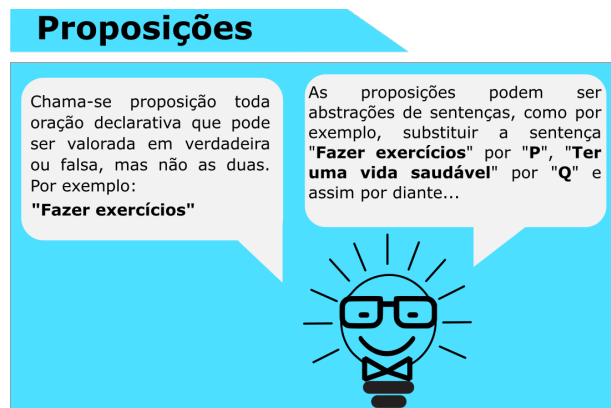 Proposições
Chama-se proposição toda
oração declarativa que pode
ser valorada em verdadeira
ou falsa, mas não as duas.
Por exemplo:
"Fazer exercícios"
As proposições podem ser
abstrações de sentenças, como por
exemplo, substituir a sentença
"Fazer exercícios" por "P", "Ter
uma vida saudável" por "Q" e
assim por diante...